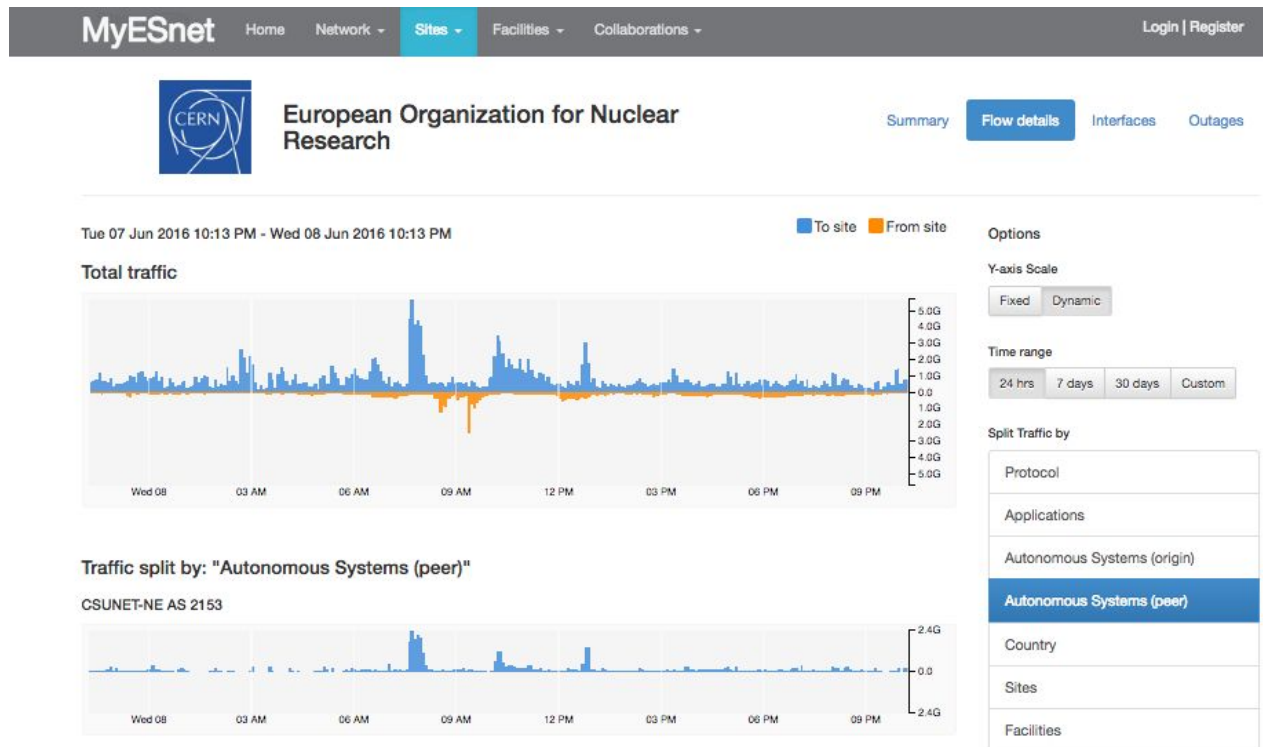 MyESnet Home Network Sites Facilities Collaborations Login | Register
CERN
European Organization for Nuclear
Research
Summary Flow details Interfaces Outages
Tue 07 Jun 2016 10:13 PM - Wed 08 Jun 2016 10:13 PM
To site From site
Total traffic
5.0G
4.0G
3.0G
2.0G
1.0G
0.0
1.0G
2.0G
3.0G
4.0G
5.0G
Wed 08 03 AM 06 AM 09 AM 12 PM 03 PM 06 PM 09 PM
Traffic split by: "Autonomous Systems (peer)"
CSUNET-NE AS 2153
2.4G
0.0
2.4G
Wed 08 03 AM 06 AM 09 AM 12 PM 03 PM 06 PM 09 PM
Options
Y-axis Scale
Fixed Dynamic
Time range
24 hrs 7 days 30 days Custom
Split Traffic by
Protocol
Applications
Autonomous Systems (origin)
Autonomous Systems (peer)
Country
Sites
Facilities